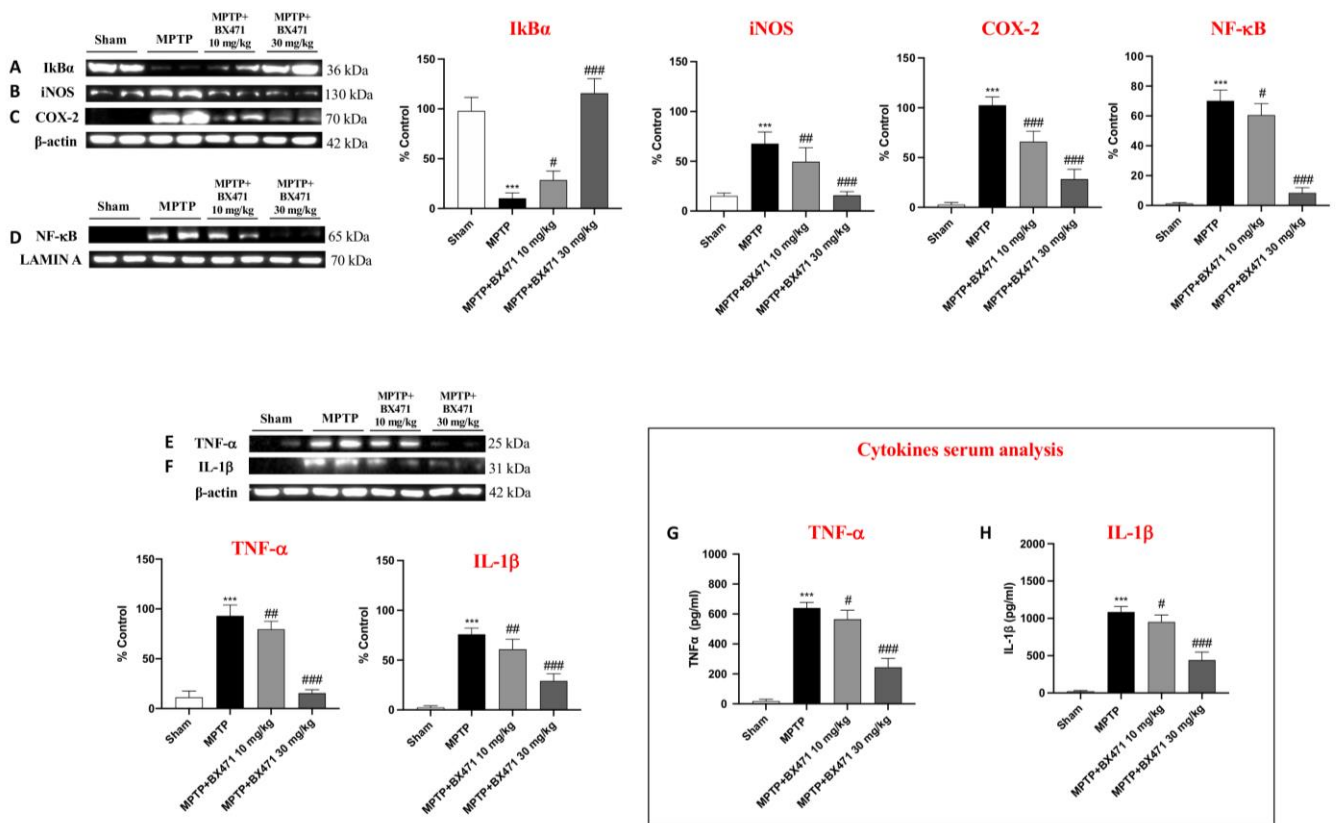 Sham MPTP MPTP+ BX471 10 mg/kg MPTP+ BX471 30 mg/kg
A IkBα 36 kDa
B iNOS 130 kDa
C COX-2 70 kDa
β-actin 42 kDa
Sham MPTP MPTP+ BX471 10 mg/kg MPTP+ BX471 30 mg/kg
D NF-κB 65 kDa
LAMIN A 70 kDa
IkBα
% Control
150
100
50
0
***
#
###
Sham
MPTP
MPTP+BX471 10 mg/kg
MPTP+BX471 30 mg/kg
iNOS
% Control
150
100
50
0
***
##
###
Sham
MPTP
MPTP+BX471 10 mg/kg
MPTP+BX471 30 mg/kg
COX-2
% Control
150
100
50
0
***
###
###
Sham
MPTP
MPTP+BX471 10 mg/kg
MPTP+BX471 30 mg/kg
NF-κB
% Control
100
80
60
40
20
0
***
#
###
Sham
MPTP
MPTP+BX471 10 mg/kg
MPTP+BX471 30 mg/kg
Sham MPTP MPTP+ BX471 10 mg/kg MPTP+ BX471 30 mg/kg
E TNF-α 25 kDa
F IL-1β 31 kDa
β-actin 42 kDa
TNF-α
% Control
150
100
50
0
***
##
###
Sham
MPTP
MPTP+BX471 10 mg/kg
MPTP+BX471 30 mg/kg
IL-1β
% Control
150
100
50
0
***
##
###
Sham
MPTP
MPTP+BX471 10 mg/kg
MPTP+BX471 30 mg/kg
Cytokines serum analysis
G TNF-α
TNFα (pg/ml)
1000
800
600
400
200
0
***
#
###
Sham
MPTP
MPTP+BX471 10 mg/kg
MPTP+BX471 30 mg/kg
H IL-1β
IL-1β (pg/ml)
2000
1500
1000
500
0
***
#
###
Sham
MPTP
MPTP+BX471 10 mg/kg
MPTP+BX471 30 mg/kg